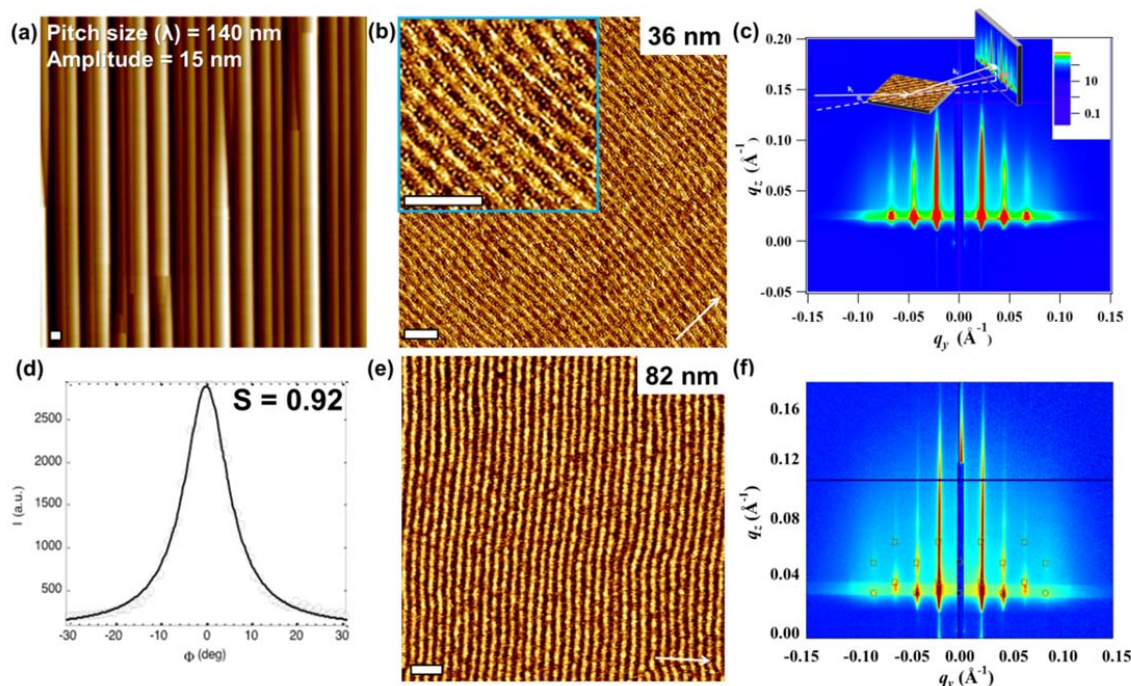 (a) Pitch size (λ) = 140 nm
Amplitude = 15 nm
(b)
36 nm
(c)
0.20
0.15
0.10
0.05
0.00
-0.05
q_z (Å⁻¹)
10
0.1
-0.15 -0.10 -0.05 0.00 0.05 0.10 0.15
q_y (Å⁻¹)
(d)
S = 0.92
2500
2000
1500
1000
500
I (a.u.)
-30 -20 -10 0 10 20 30
Φ (deg)
(e)
82 nm
(f)
0.16
0.12
0.08
0.04
0.00
q_z (Å⁻¹)
-0.15 -0.10 -0.05 0.00 0.05 0.10 0.15
q_y (Å⁻¹)